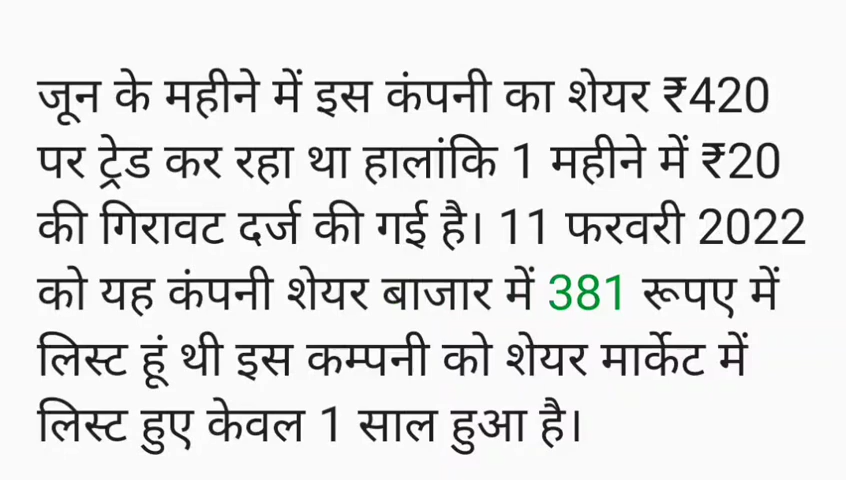 जून के महीने में इस कंपनी का शेयर ₹420
पर ट्रेड कर रहा था हालांकि 1 महीने में ₹20
की गिरावट दर्ज की गई है। 11 फरवरी 2022
को यह कंपनी शेयर बाजार में 381 रूपए में
लिस्ट हूं थी इस कम्पनी को शेयर मार्केट में
लिस्ट हुए केवल 1 साल हुआ है।